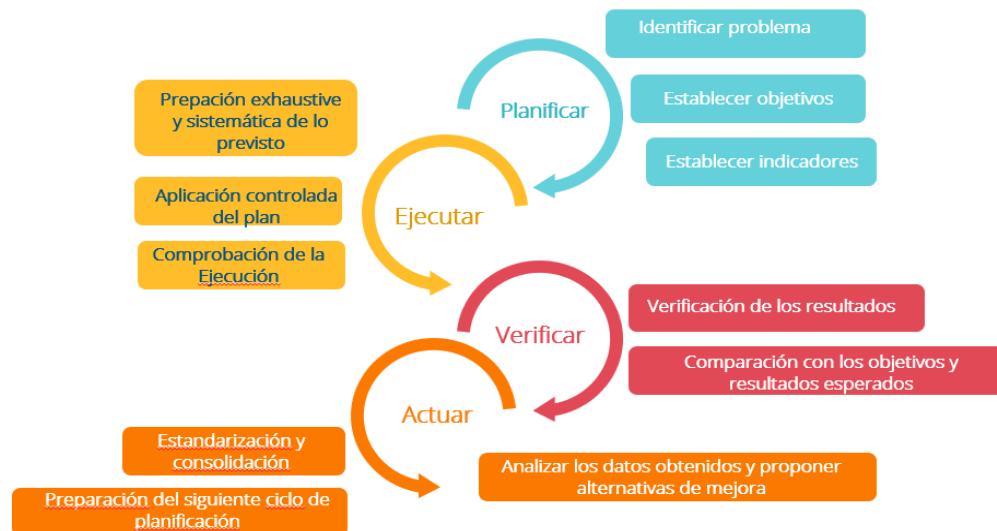 Identificar problema
Planificar
Establecer objetivos
Establecer indicadores
Prepación exhaustive
y sistemática de lo
previsto
Ejecutar
Aplicación controlada
del plan
Comprobación de la
Ejecución
Verificar
Verificación de los resultados
Comparación con los objetivos y
resultados esperados
Actuar
Estandarización y
consolidación
Preparación del siguiente ciclo de
planificación
Analizar los datos obtenidos y proponer
alternativas de mejora